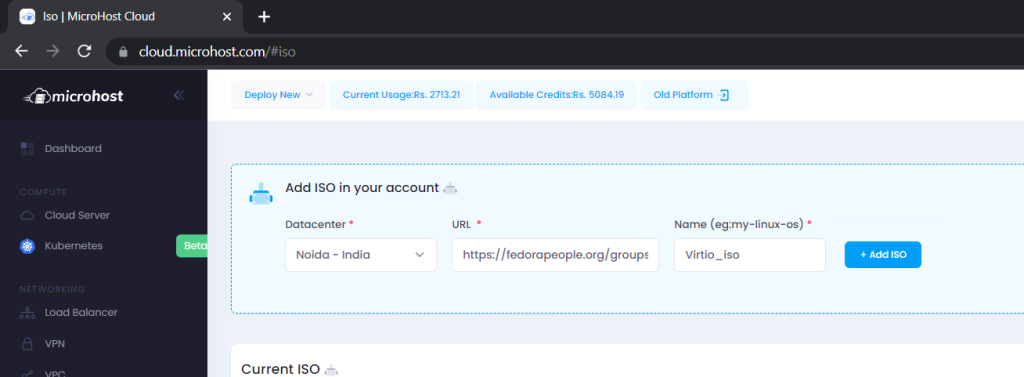 Iso | MicroHost Cloud
cloud.microhost.com/#iso
microhost
Deploy New
Current Usage:Rs. 2713.21
Available Credits:Rs. 5084.19
Old Platform
Dashboard
COMPUTE
Cloud Server
Kubernetes
Beta
NETWORKING
Load Balancer
VPN
VPC
Add ISO in your account
Datacenter *
URL *
Name (eg:my-linux-os) *
Noida - India
https://fedorapeople.org/groups
Virtio_iso
+ Add ISO
Current ISO